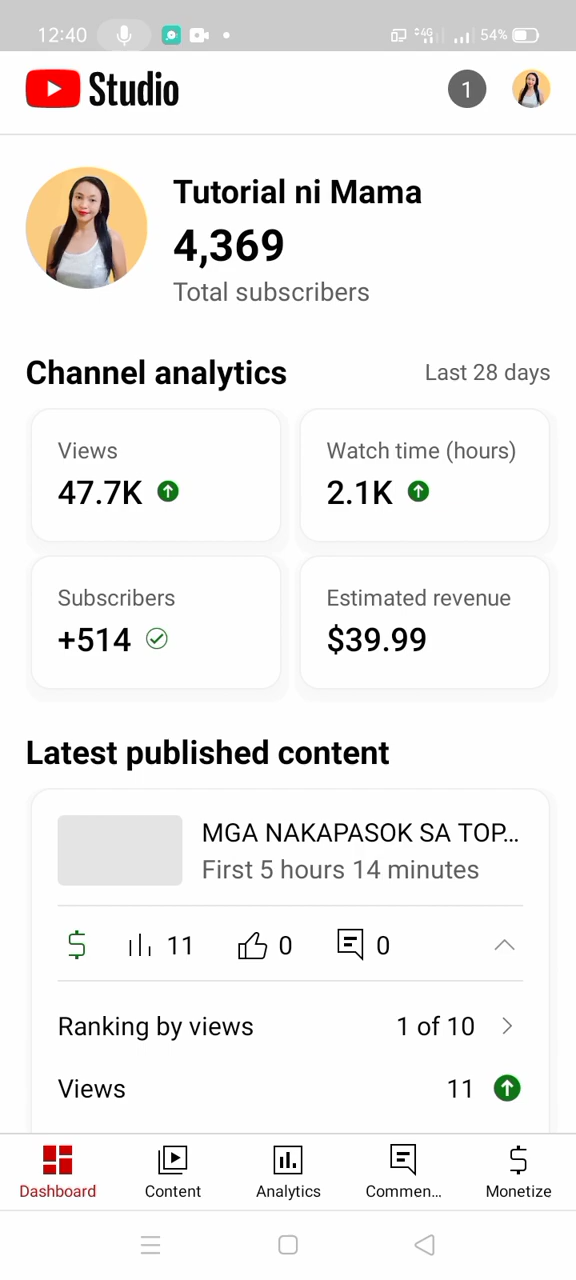 12:40
4G
54%
Studio
1
Tutorial ni Mama
4,369
Total subscribers
Channel analytics
Last 28 days
Views
47.7K
Watch time (hours)
2.1K
Subscribers
+514
Estimated revenue
$39.99
Latest published content
MGA NAKAPASOK SA TOP...
First 5 hours 14 minutes
11
0
0
Ranking by views
1 of 10
Views
11
Dashboard
Content
Analytics
Commen...
Monetize